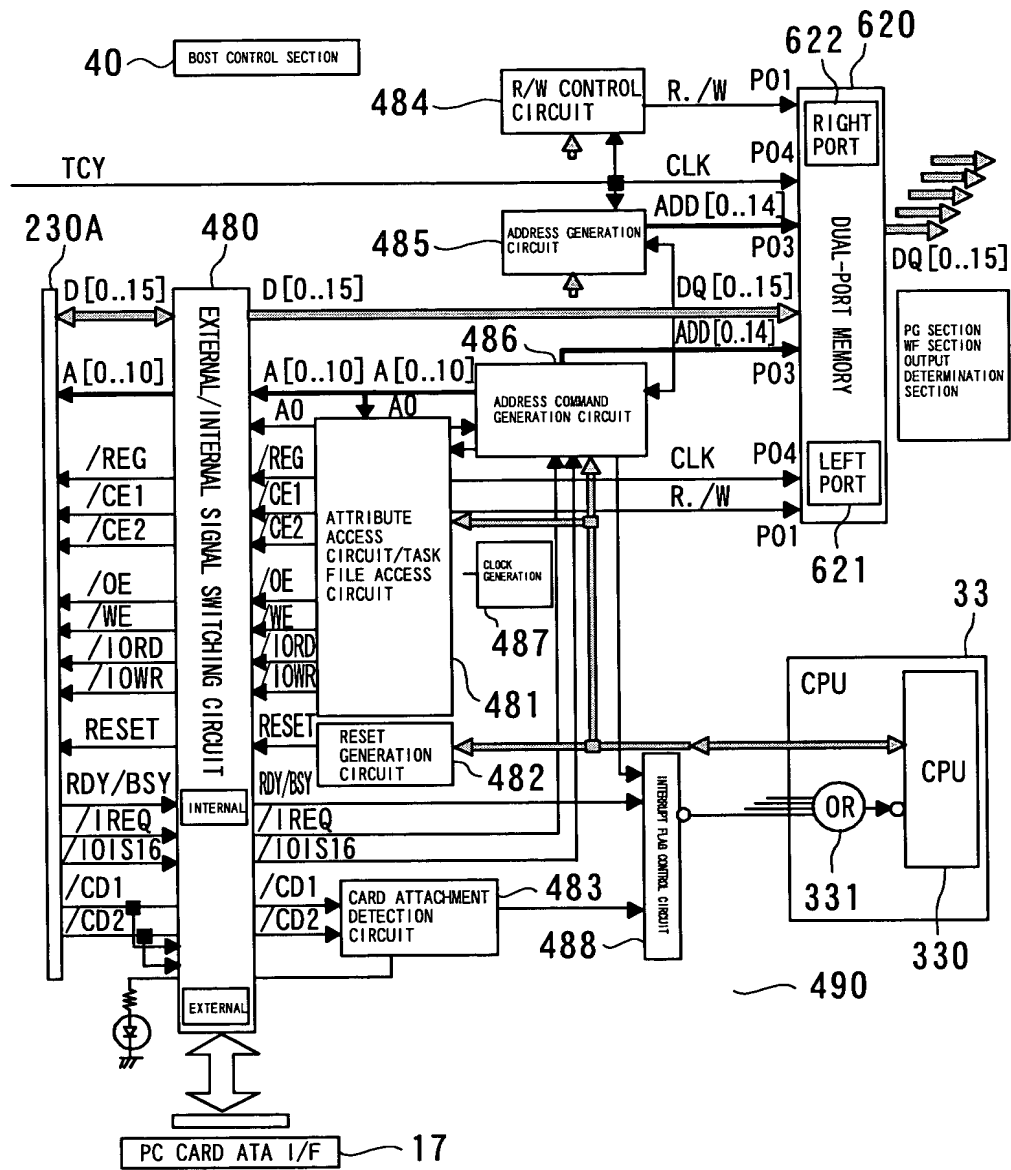 40
BOST CONTROL SECTION
484
R/W CONTROL
CIRCUIT
R./W
PO1
622
620
RIGHT
PORT
TCY
CLK
PO4
230A
480
485
ADDRESS GENERATION
CIRCUIT
ADD[0..14]
PO3
DUAL-PORT MEMORY
DQ[0..15]
D[0..15]
D[0..15]
DQ[0..15]
486
ADD[0..14]
PO3
PG SECTION
WF SECTION
OUTPUT
DETERMINATION
SECTION
EXTERNAL/INTERNAL SIGNAL SWITCHING CIRCUIT
A[0..10]
A[0..10]
A[0..10]
ADDRESS COMMAND
GENERATION CIRCUIT
A0
A0
/REG
/REG
CLK
PO4
LEFT
PORT
/CE1
/CE1
R./W
PO1
/CE2
/CE2
ATTRIBUTE
ACCESS
CIRCUIT/TASK
FILE ACCESS
CIRCUIT
621
CLOCK
GENERATION
487
/OE
/OE
/WE
/WE
/IORD
/IORD
/IOWR
/IOWR
481
33
CPU
RESET
RESET
RESET
GENERATION
CIRCUIT
482
CPU
RDY/BSY
INTERNAL
RDY/BSY
INTERRUPT FLAG CONTROL CIRCUIT
OR
/IREQ
/IREQ
/IOIS16
/IOIS16
331
/CD1
/CD1
CARD ATTACHMENT
DETECTION
CIRCUIT
483
/CD2
/CD2
488
330
490
EXTERNAL
PC CARD ATA I/F
17